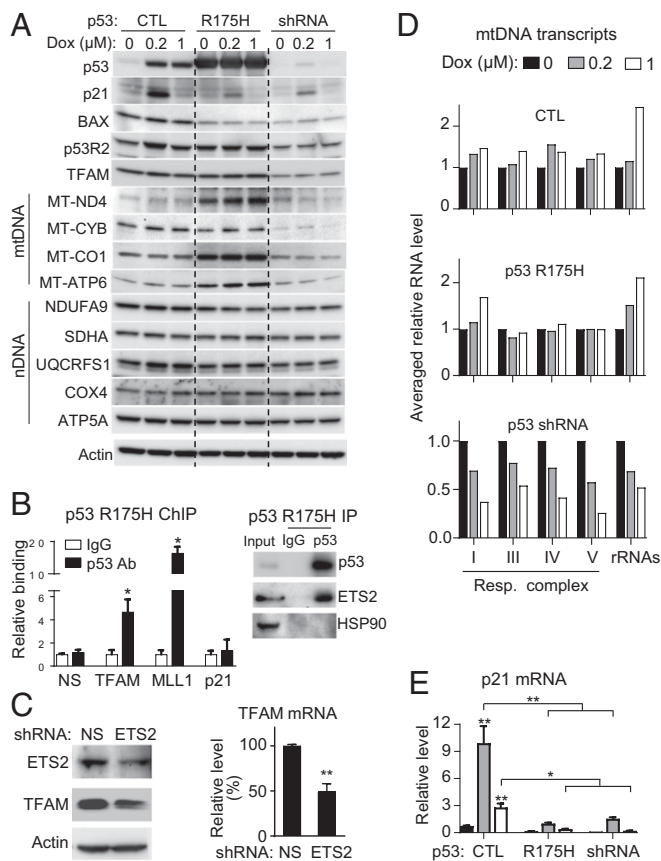 A
p53: CTL R175H shRNA
Dox (µM): 0 0.2 1 0 0.2 1 0 0.2 1
p53
p21
BAX
p53R2
TFAM
mtDNA
MT-ND4
MT-CYB
MT-CO1
MT-ATP6
nDNA
NDUFA9
SDHA
UQCRFS1
COX4
ATP5A
Actin
B
p53 R175H ChIP
Relative binding
IgG
p53 Ab
20
10
6
4
2
0
*
*
NS TFAM MLL1 p21
p53 R175H IP
Input IgG p53
p53
ETS2
HSP90
C
shRNA: NS ETS2
ETS2
TFAM
Actin
TFAM mRNA
Relative level
(%)
100
50
0
**
shRNA: NS ETS2
D
mtDNA transcripts
Dox (µM): 0 0.2 1
Averaged relative RNA level
CTL
2
1
0
p53 R175H
2
1
0
p53 shRNA
1.0
0.5
0.0
I III IV V rRNAs
Resp. complex
E
p21 mRNA
Relative level
12
9
6
3
0
**
**
**
*
p53: CTL R175H shRNA